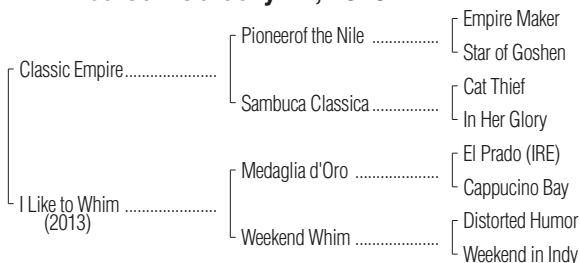 Empire Maker
Pioneerof the Nile ................
Star of Goshen
Classic Empire......................
Cat Thief
Sambuca Classica ................
In Her Glory
El Prado (IRE)
Medaglia d'Oro ....................
Cappucino Bay
I Like to Whim ......................
(2013)
Distorted Humor
Weekend Whim ....................
Weekend in Indy